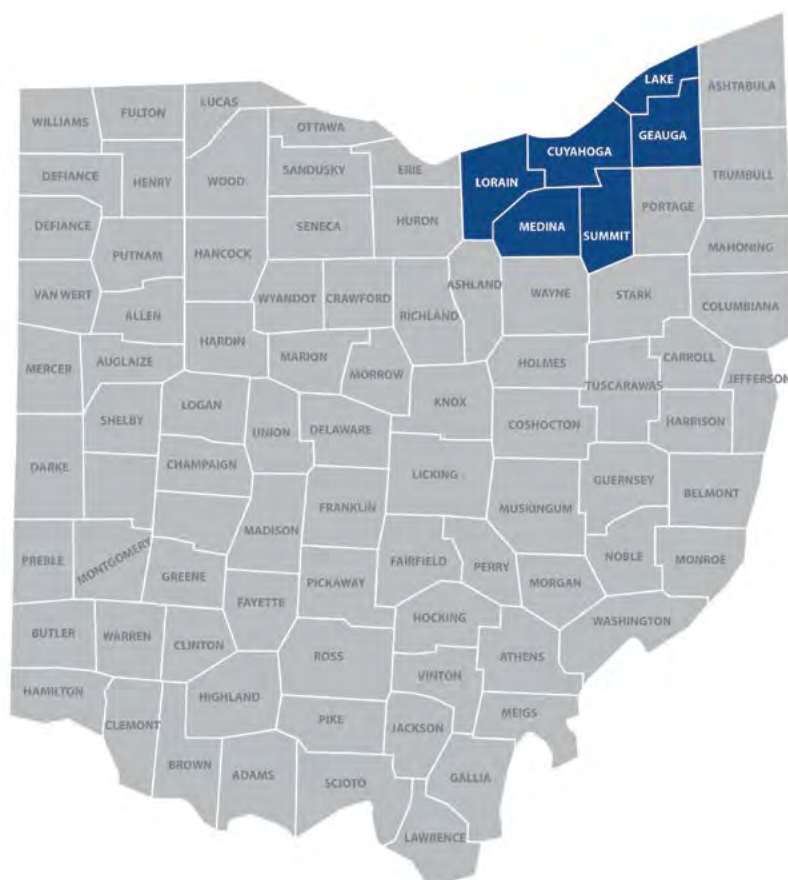 LAKE
ASHTABULA
LUCAS
FULTON
WILLIAMS
OTTAWA
GEAUGA
CUYAHOGA
ERIE
SANDUSKY
LORAIN
TRUMBULL
DEFIANCE
HENRY
WOOD
PORTAGE
HURON
SENECA
MEDINA
SUMMIT
DEFIANCE
PUTNAM
HANCOCK
MAHONING
ASHLAND
VAN WERT
WYANDOT
CRAWFORD
RICHLAND
WAYNE
STARK
COLUMBIANA
ALLEN
HARDIN
MERCER
AUGLAIZE
MARION
MORROW
HOLMES
CARROLL
JEFFERSON
TUSCARAWAS
KNOX
LOGAN
SHELBY
UNION
DELAWARE
COSHOCTON
HARRISON
DARKE
CHAMPAIGN
LICKING
GUERNSEY
BELMONT
FRANKLIN
MUSKINGUM
MADISON
PREBLE
MONTGOMERY
GREENE
FAIRFIELD
PERRY
NOBLE
MONROE
PICKAWAY
MORGAN
FAYETTE
HOCKING
WASHINGTON
BUTLER
WARREN
CLINTON
ROSS
ATHENS
VINTON
HAMILTON
HIGHLAND
MEIGS
CLEMONT
PIKE
JACKSON
BROWN
ADAMS
SCIOTO
GALLIA
LAWRENCE